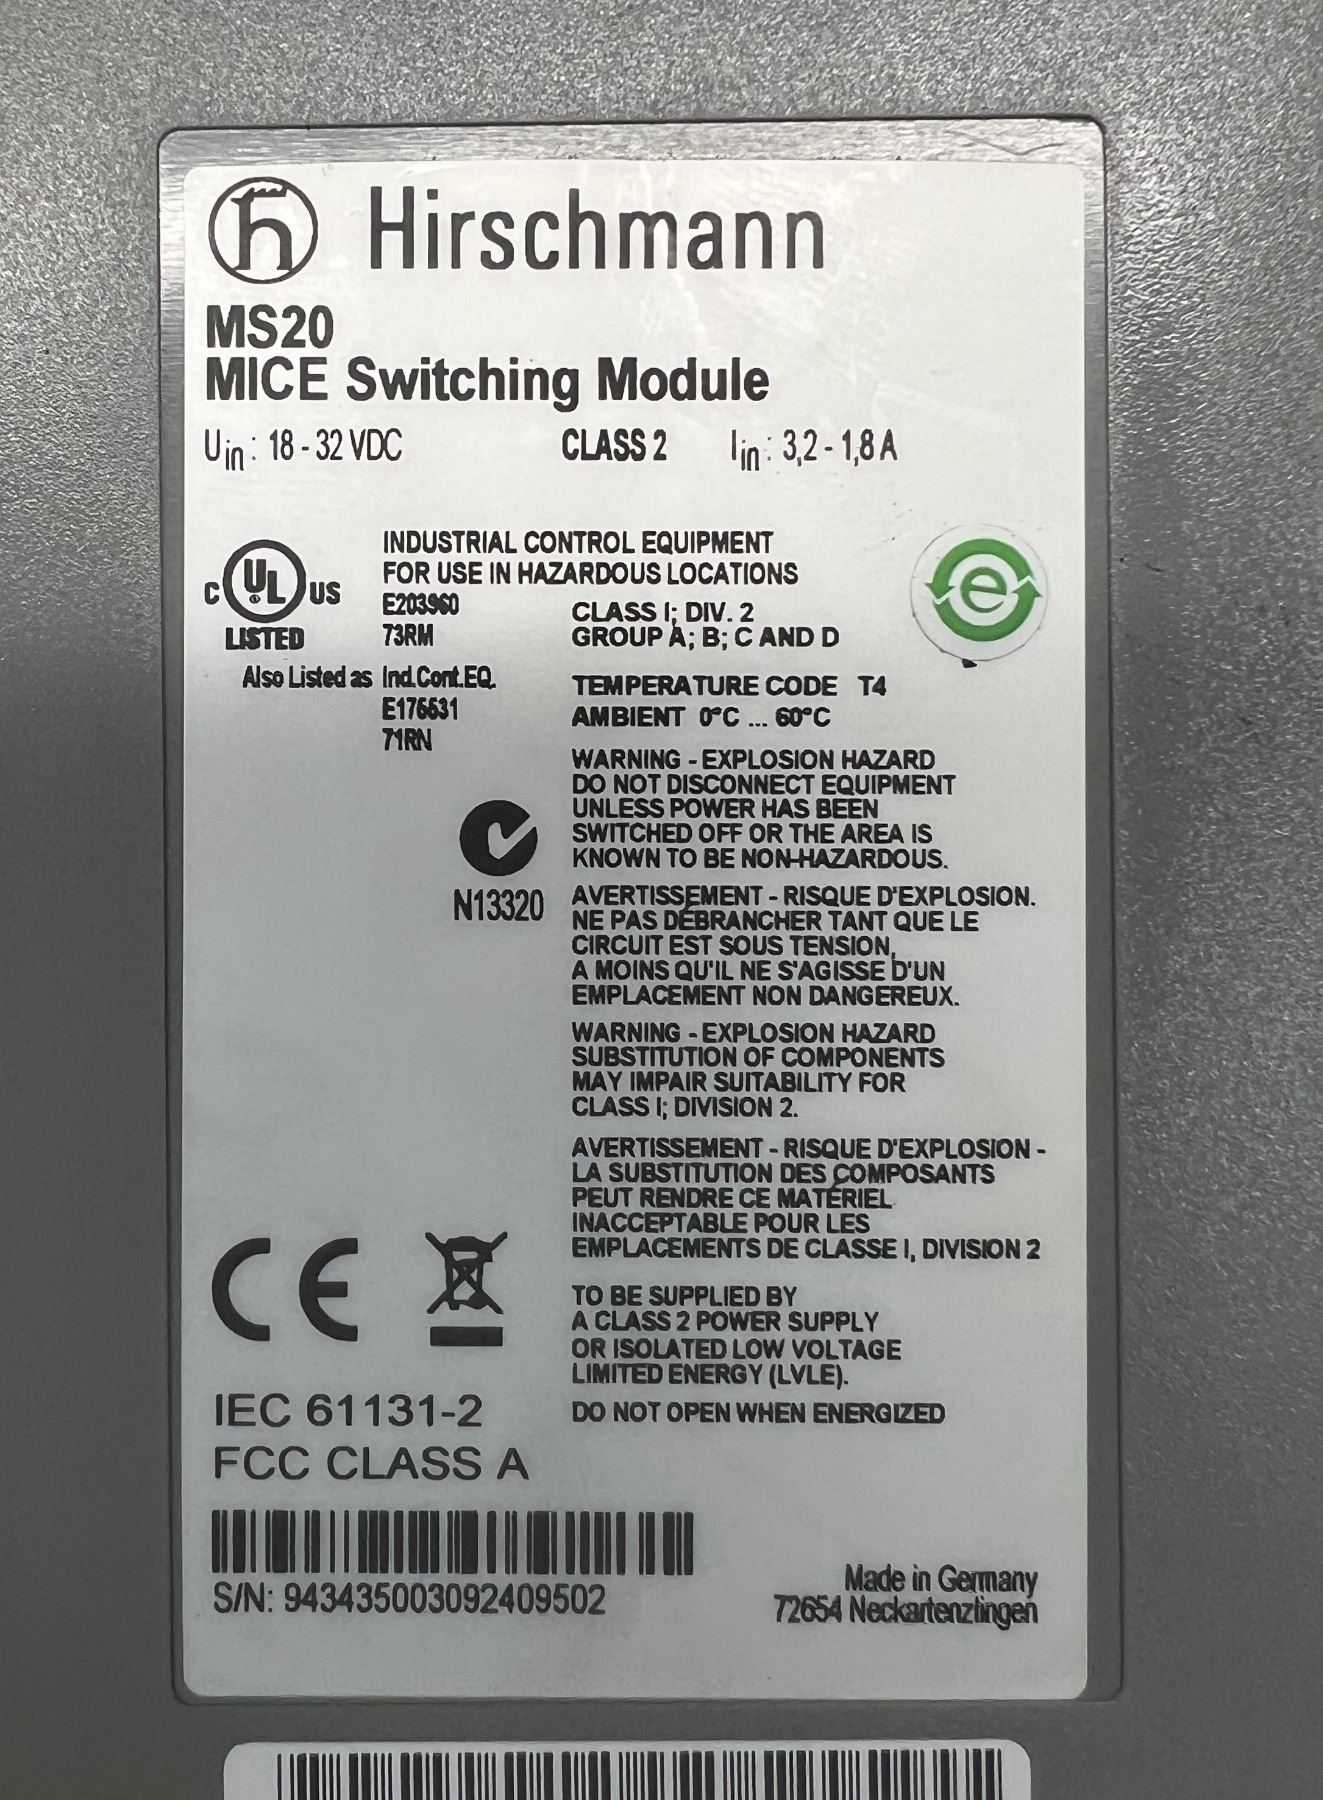 Hirschmann
MS20
MICE Switching Module
Uin: 18 - 32 VDC CLASS 2 Iin: 3,2 - 1,8 A
INDUSTRIAL CONTROL EQUIPMENT
FOR USE IN HAZARDOUS LOCATIONS
C UL US
LISTED
E203960
73RM
CLASS I; DIV. 2
GROUP A; B; C AND D
e
Also Listed as Ind.Cont.EQ.
E176531
71RN
TEMPERATURE CODE T4
AMBIENT 0°C ... 60°C
WARNING - EXPLOSION HAZARD
DO NOT DISCONNECT EQUIPMENT
UNLESS POWER HAS BEEN
SWITCHED OFF OR THE AREA IS
KNOWN TO BE NON-HAZARDOUS.
N13320
AVERTISSEMENT - RISQUE D'EXPLOSION.
NE PAS DÉBRANCHER TANT QUE LE
CIRCUIT EST SOUS TENSION,
A MOINS QU'IL NE S'AGISSE D'UN
EMPLACEMENT NON DANGEREUX.
WARNING - EXPLOSION HAZARD
SUBSTITUTION OF COMPONENTS
MAY IMPAIR SUITABILITY FOR
CLASS I; DIVISION 2.
AVERTISSEMENT - RISQUE D'EXPLOSION -
LA SUBSTITUTION DES COMPOSANTS
PEUT RENDRE CE MATÉRIEL
INACCEPTABLE POUR LES
EMPLACEMENTS DE CLASSE I, DIVISION 2
CE
TO BE SUPPLIED BY
A CLASS 2 POWER SUPPLY
OR ISOLATED LOW VOLTAGE
LIMITED ENERGY (LVLE).
DO NOT OPEN WHEN ENERGIZED
IEC 61131-2
FCC CLASS A
S/N: 943435003092409502
Made in Germany
72654 Neckartenzlingen